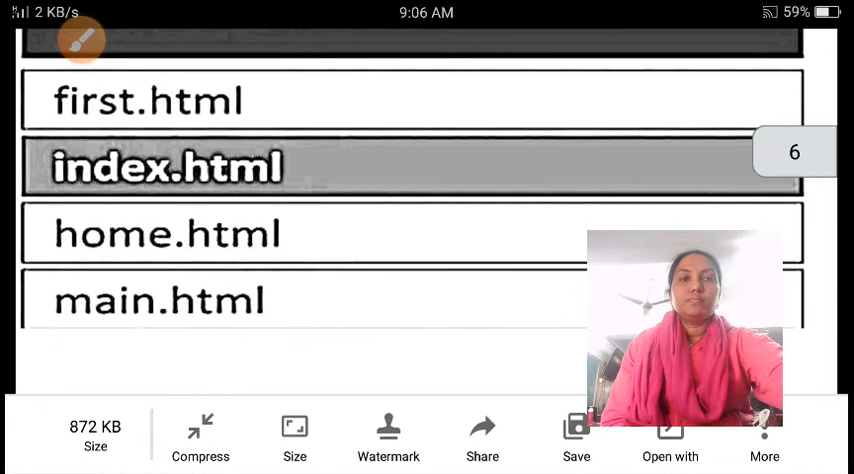 2 KB/s
9:06 AM
59%
first.html
index.html
6
home.html
main.html
872 KB
Size
Compress
Size
Watermark
Share
Save
Open with
More